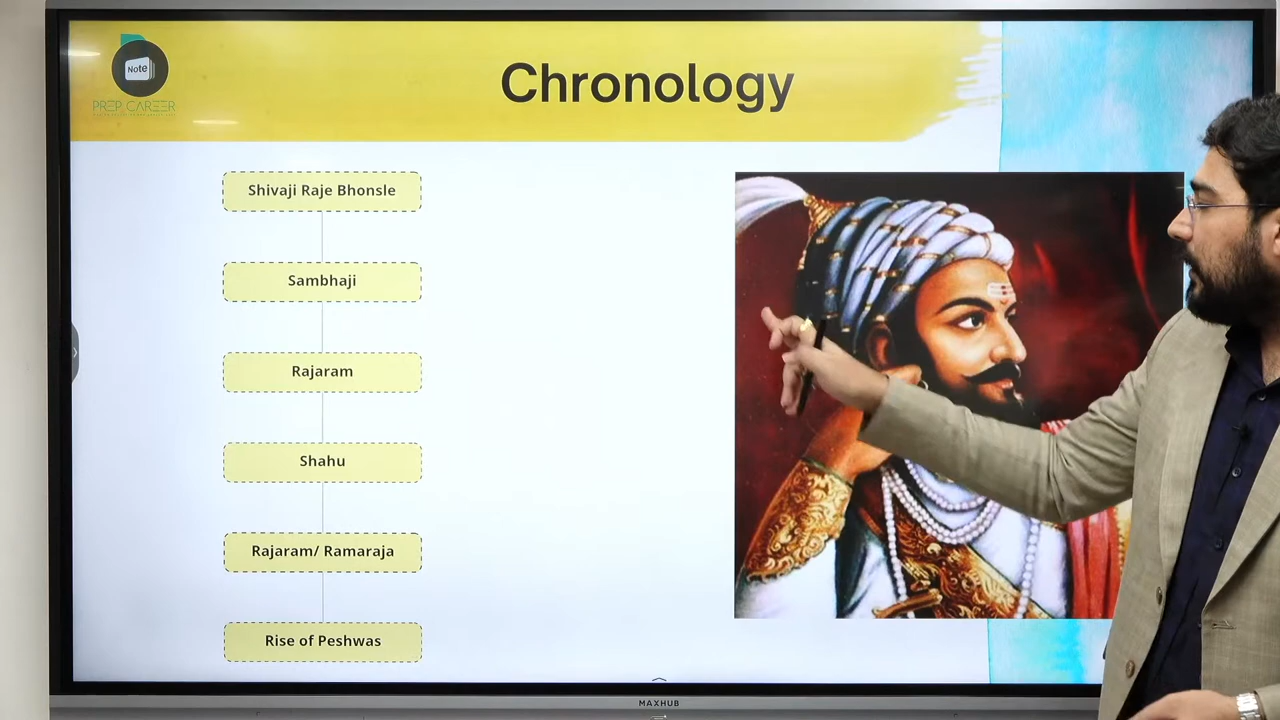 Note
PREP CAREER
Chronology
Shivaji Raje Bhonsle
Sambhaji
Rajaram
Shahu
Rajaram/ Ramaraja
Rise of Peshwas
MAXHUB